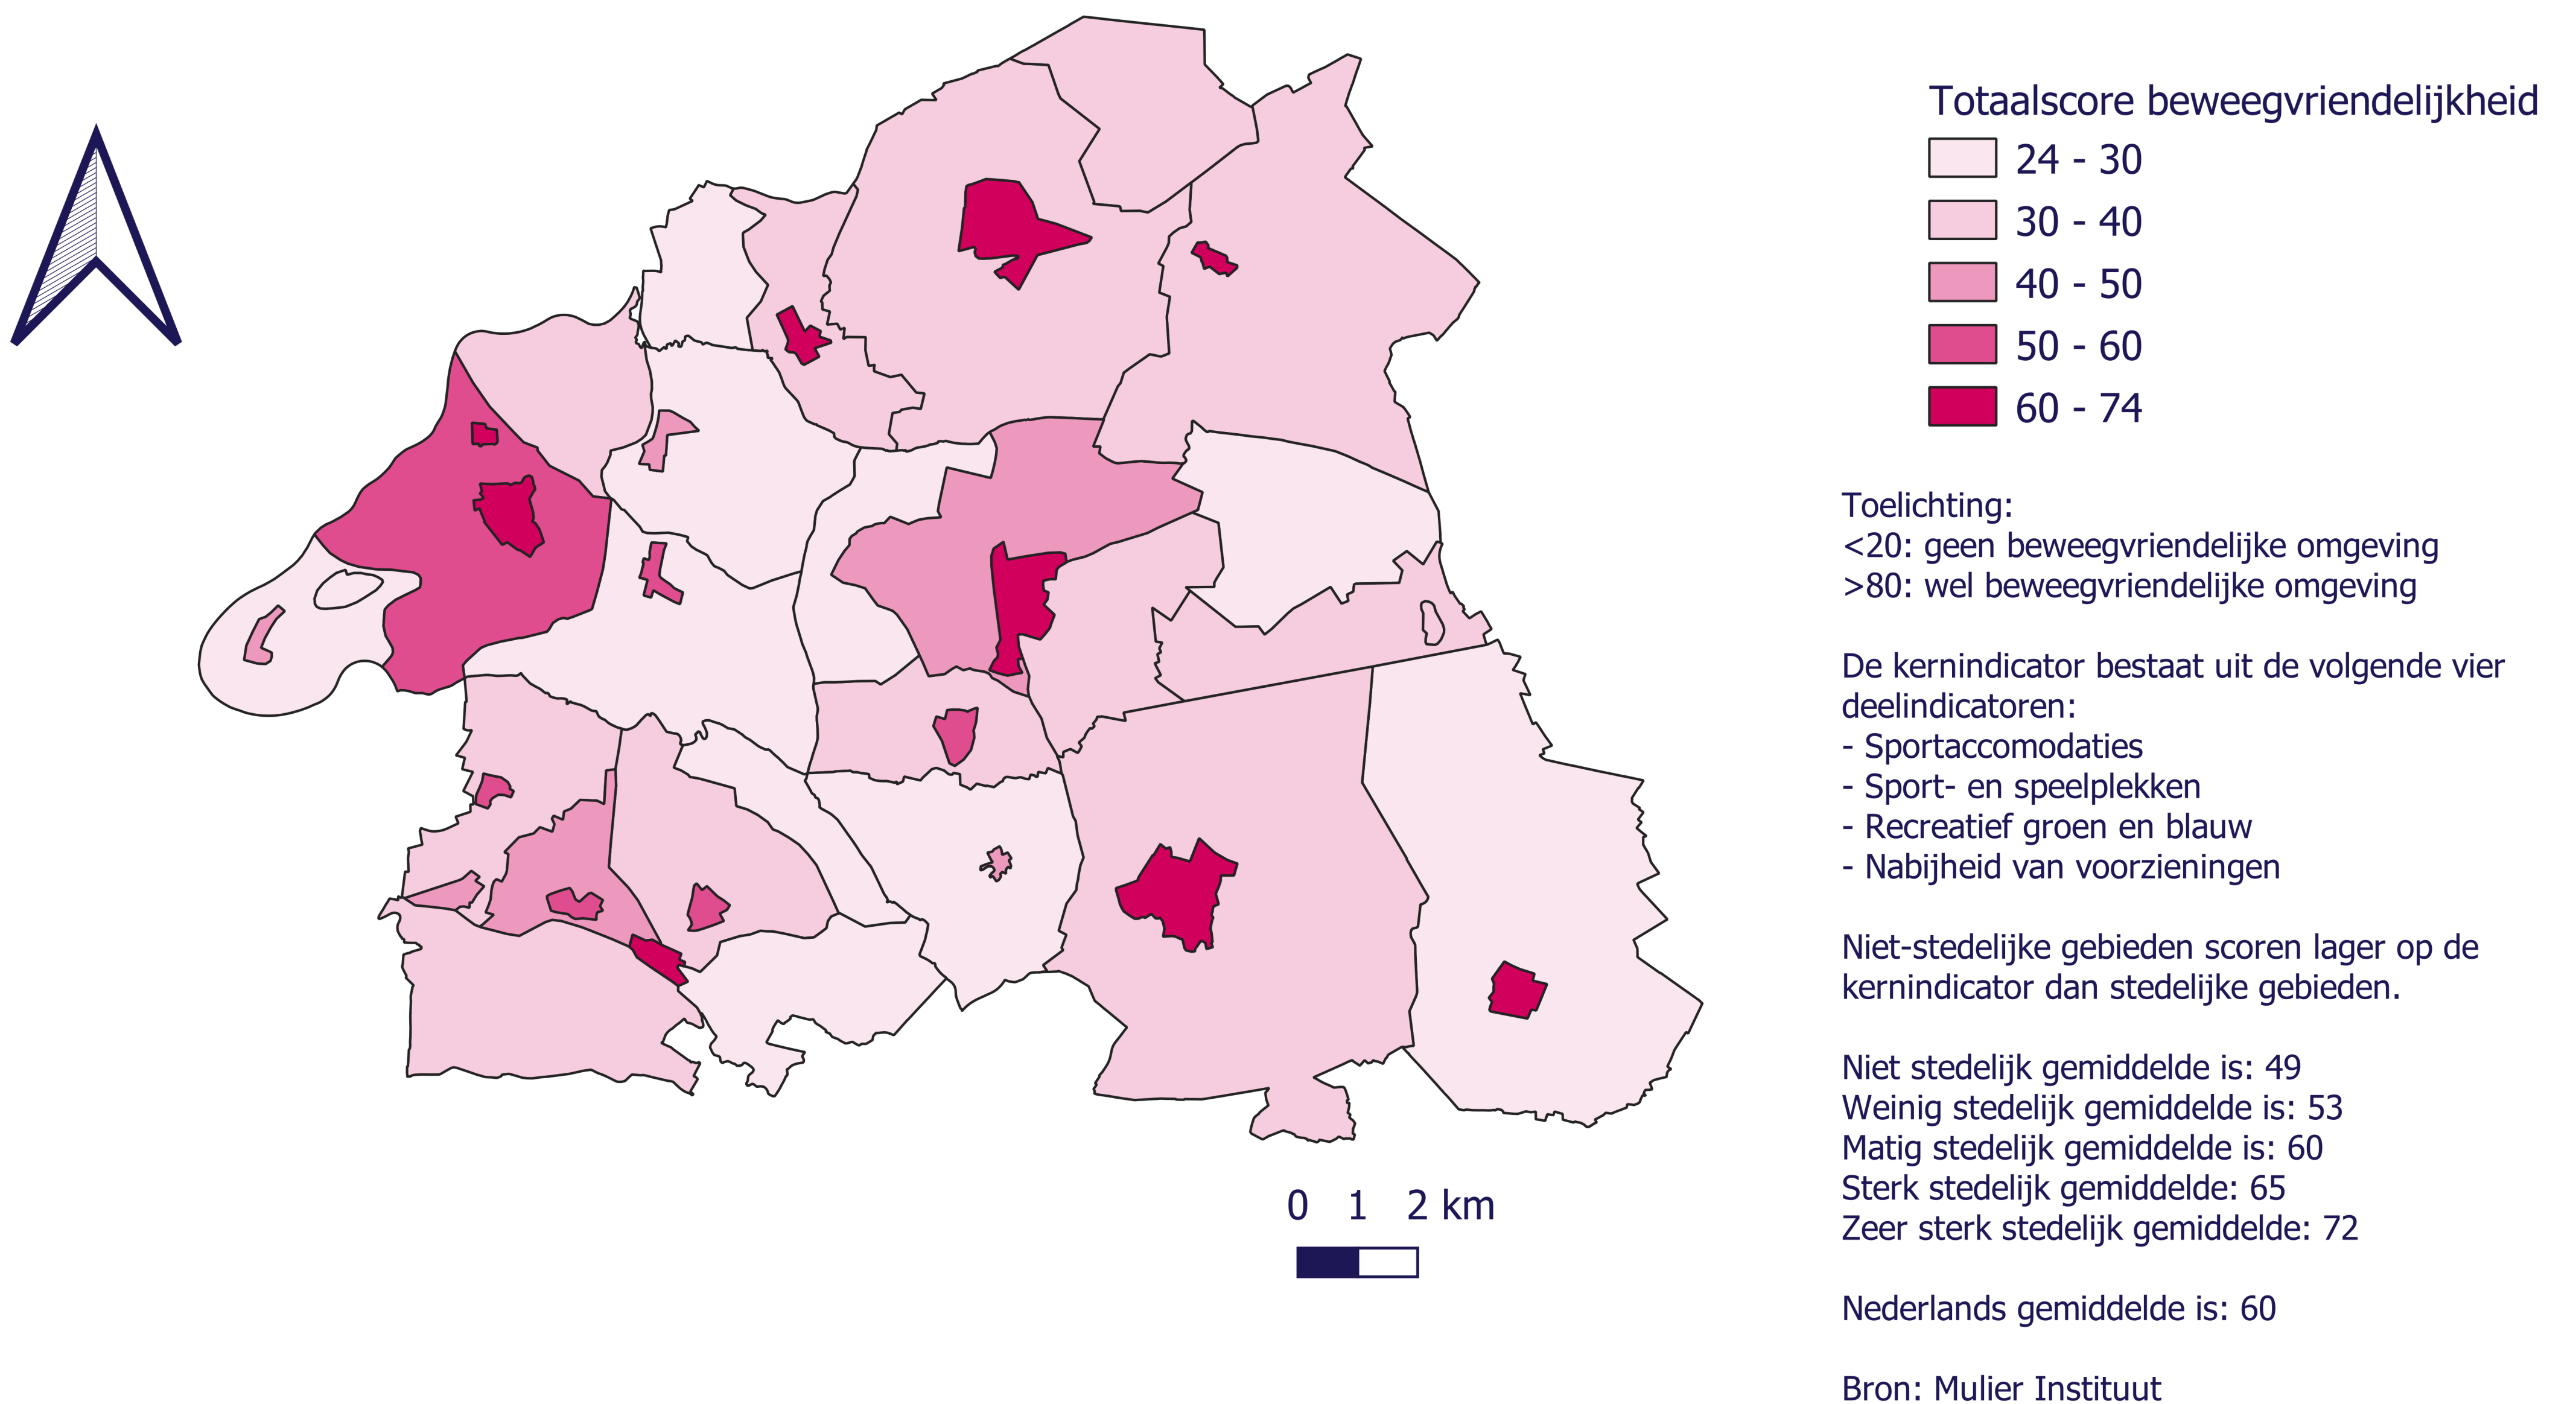 Totaalscore beweegvriendelijkheid
24 - 30
30 - 40
40 - 50
50 - 60
60 - 74
Toelichting:
<20: geen beweegvriendelijke omgeving
>80: wel beweegvriendelijke omgeving
De kernindicator bestaat uit de volgende vier
deelindicatoren:
- Sportaccomodaties
- Sport- en speelplekken
- Recreatief groen en blauw
- Nabijheid van voorzieningen
Niet-stedelijke gebieden scoren lager op de
kernindicator dan stedelijke gebieden.
Niet stedelijk gemiddelde is: 49
Weinig stedelijk gemiddelde is: 53
Matig stedelijk gemiddelde is: 60
Sterk stedelijk gemiddelde: 65
Zeer sterk stedelijk gemiddelde: 72
Nederlands gemiddelde is: 60
Bron: Mulier Instituut
0 1 2 km